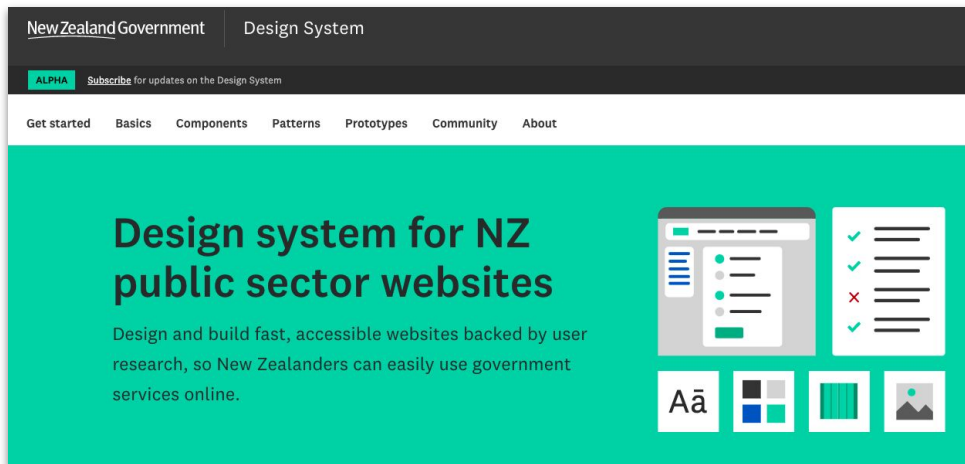 New Zealand Government
Design System
ALPHA
Subscribe for updates on the Design System
Get started Basics Components Patterns Prototypes Community About
Design system for NZ
public sector websites
Design and build fast, accessible websites backed by user
research, so New Zealanders can easily use government
services online.
Aā